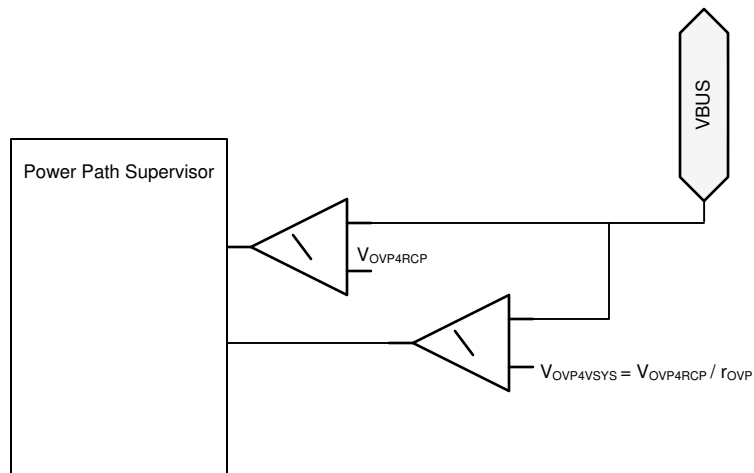 VBUS
Power Path Supervisor
VOVP4RCP
VOVP4VSYS = VOVP4RCP / rOVP